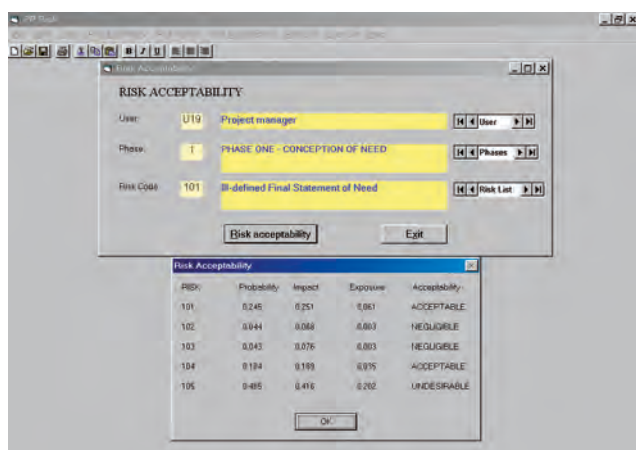 RISK ACCEPTABILITY
User: U19 Project manager User
Phase: 1 PHASE ONE - CONCEPTION OF NEED Phases
Risk Code 101 Ill-defined Final Statement of Need Risk List
Risk acceptability Exit
Risk Acceptability
RISK Probability Impact Exposure Acceptability
101 0.245 0.251 0.061 ACCEPTABLE
102 0.044 0.068 0.003 NEGLIGIBLE
103 0.043 0.076 0.003 NEGLIGIBLE
104 0.184 0.189 0.035 ACCEPTABLE
105 0.485 0.416 0.202 UNDESIRABLE
OK